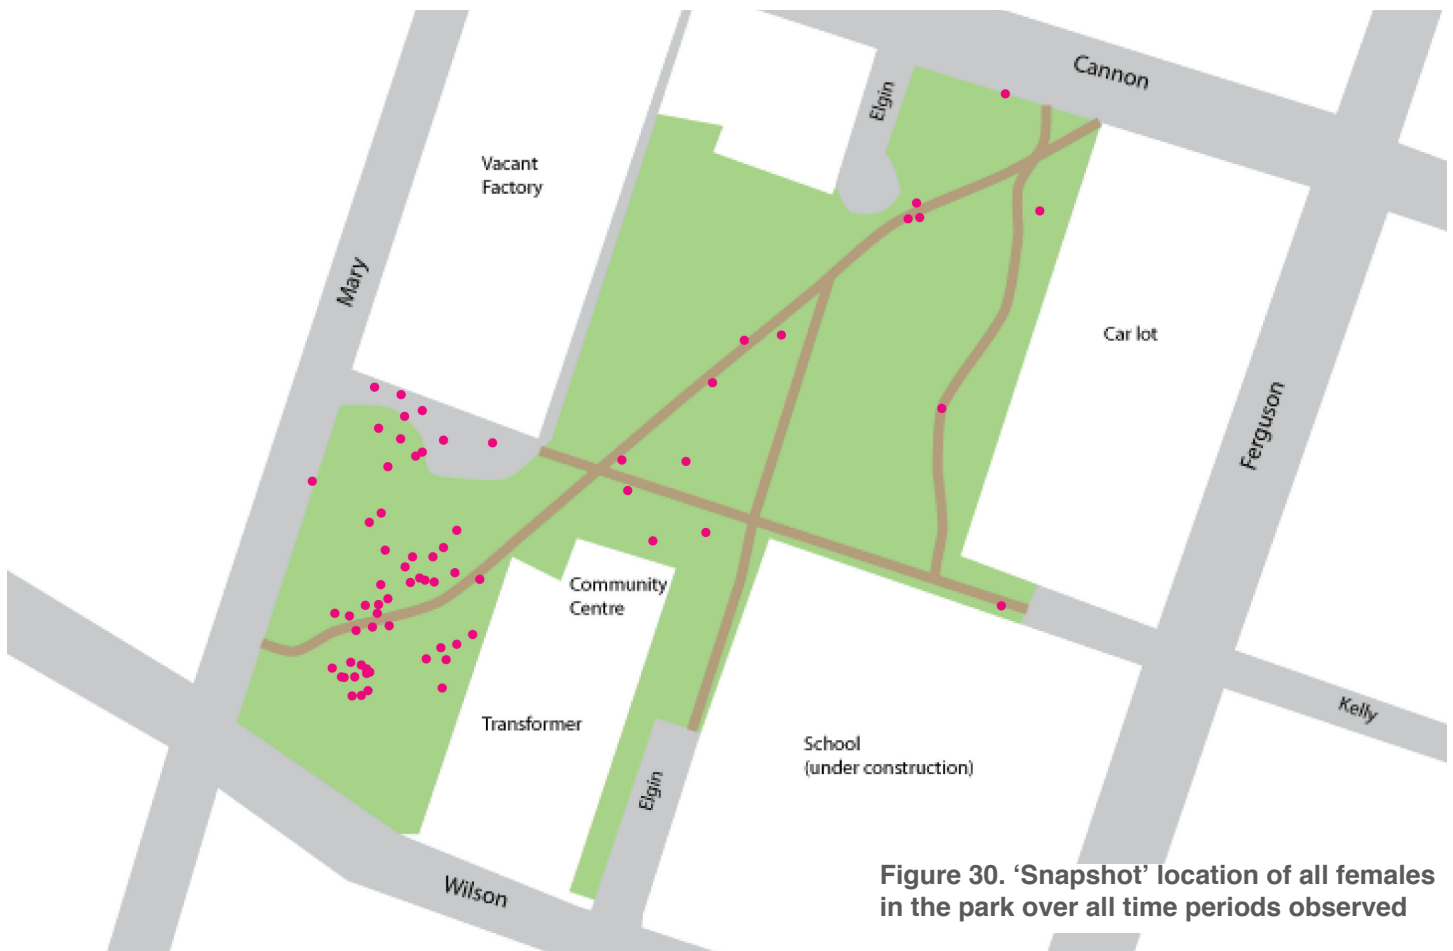 Cannon
Elgin
Vacant
Factory
Mary
Car lot
Ferguson
Community
Centre
Kelly
Transformer
School
(under construction)
Elgin
Wilson
Figure 30. ‘Snapshot’ location of all females
in the park over all time periods observed